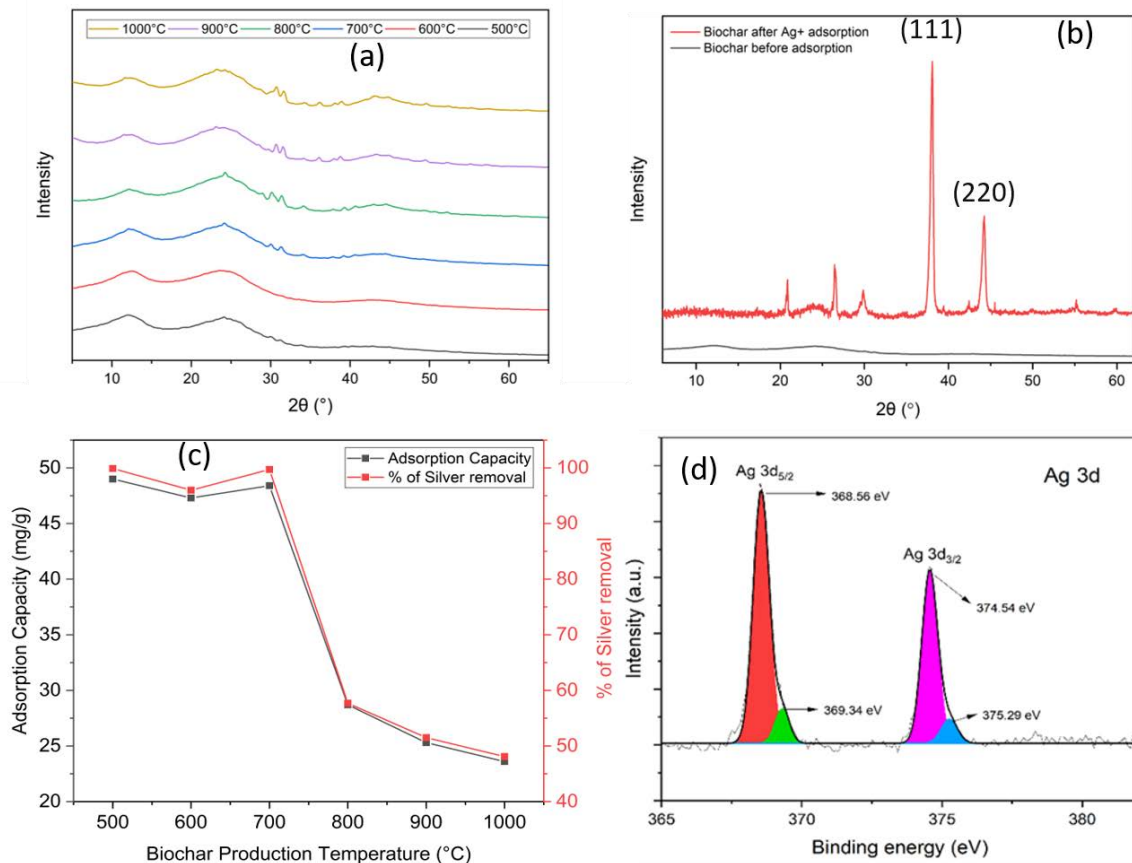 1000°C 900°C 800°C 700°C 600°C 500°C
(a)
Intensity
10 20 30 40 50 60
2θ (°)
Biochar after Ag+ adsorption
Biochar before adsorption
(111)
(b)
(220)
Intensity
10 20 30 40 50 60
2θ (°)
(c)
Adsorption Capacity
% of Silver removal
Adsorption Capacity (mg/g)
50
45
40
35
30
25
20
100
90
80
70
60
50
40
% of Silver removal
500 600 700 800 900 1000
Biochar Production Temperature (°C)
(d)
Ag 3d
Ag 3d5/2
368.56 eV
Ag 3d3/2
374.54 eV
369.34 eV
375.29 eV
Intensity (a.u.)
365 370 375 380
Binding energy (eV)